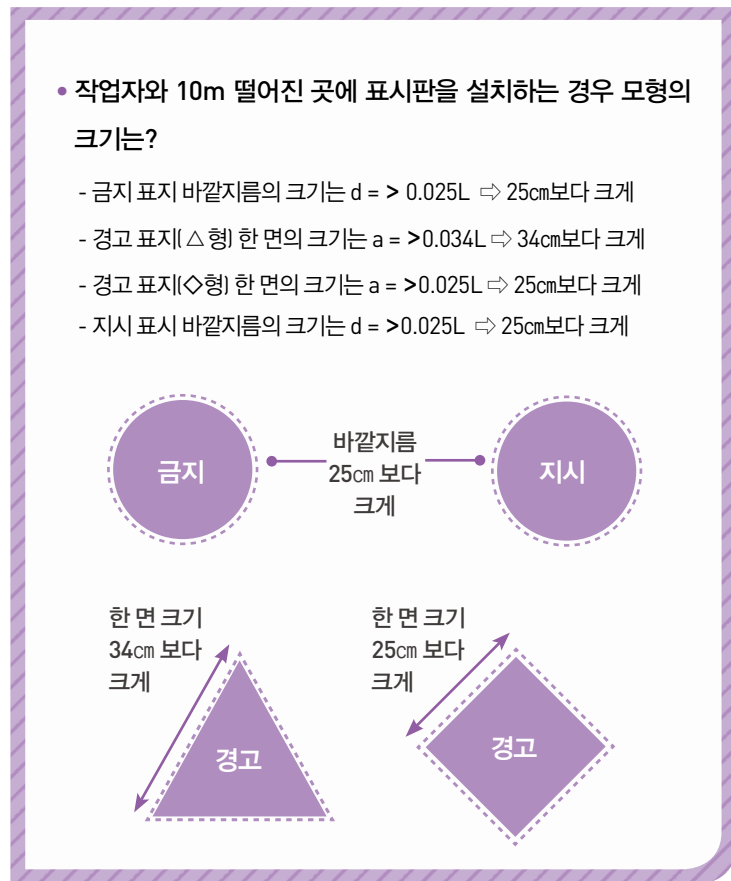 • 작업자와 10m 떨어진 곳에 표시판을 설치하는 경우 모형의
크기는?
- 금지 표지 바깥지름의 크기는 d = > 0.025L ⇨ 25㎝보다 크게
- 경고 표지(△형) 한 면의 크기는 a = >0.034L ⇨ 34㎝보다 크게
- 경고 표지(◇형) 한 면의 크기는 a = >0.025L ⇨ 25㎝보다 크게
- 지시 표시 바깥지름의 크기는 d = >0.025L ⇨ 25㎝보다 크게
금지
바깥지름
25㎝ 보다
크게
지시
한 면 크기
34㎝ 보다
크게
경고
한 면 크기
25㎝ 보다
크게
경고